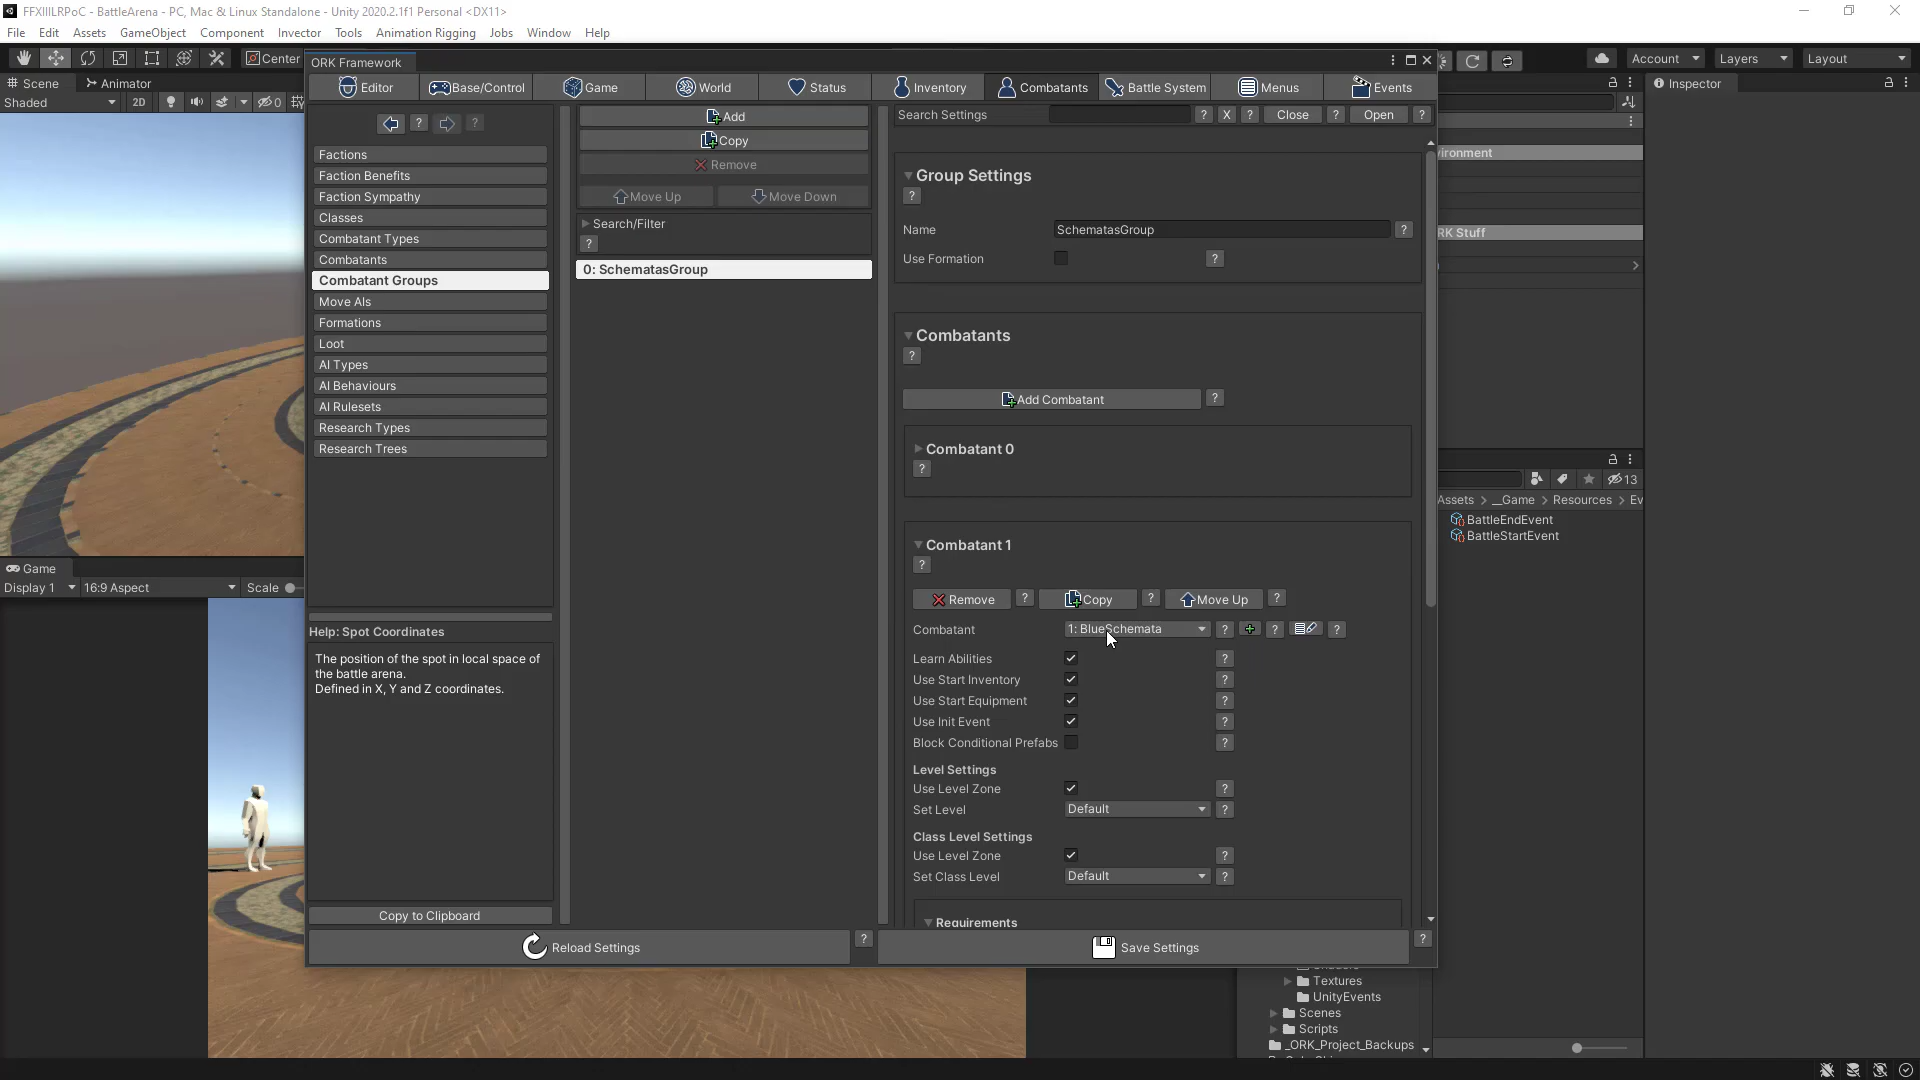 FFXIIILRPoC - BattleArena - PC, Mac & Linux Standalone - Unity 2020.2.1f1 Personal <DX11>
File Edit Assets GameObject Component Inventor Tools Animation Rigging Jobs Window Help
Center
Account Layers Layout
Scene Animator
Shaded 2D
ORK Framework
Editor Base/Control Game World Status Inventory Combatants Battle System Menus Events
? ?
Factions
Faction Benefits
Faction Sympathy
Classes
Combatant Types
Combatants
Combatant Groups
Move AIs
Formations
Loot
AI Types
AI Behaviours
AI Rulesets
Research Types
Research Trees
Help: Spot Coordinates
The position of the spot in local space of
the battle arena.
Defined in X, Y and Z coordinates.
Copy to Clipboard
Reload Settings ?
Add
Copy
Remove
Move Up Move Down
Search/Filter
?
0: SchematasGroup
Search Settings ? X ? Close ? Open ?
Group Settings
?
Name SchematasGroup ?
Use Formation ?
Combatants
?
Add Combatant ?
Combatant 0
?
Combatant 1
?
Remove ? Copy ? Move Up ?
Combatant 1: BlueSchemata ? ? ?
Learn Abilities ?
Use Start Inventory ?
Use Start Equipment ?
Use Init Event ?
Block Conditional Prefabs ?
Level Settings
Use Level Zone ?
Set Level Default ?
Class Level Settings
Use Level Zone ?
Set Class Level Default ?
Requirements
Save Settings ?
Game
Display 1 16:9 Aspect Scale
Inspector
vironment
RK Stuff
13
Assets > __Game > Resources > Ev
BattleEndEvent
BattleStartEvent
Textures
UnityEvents
Scenes
Scripts
_ORK_Project_Backups